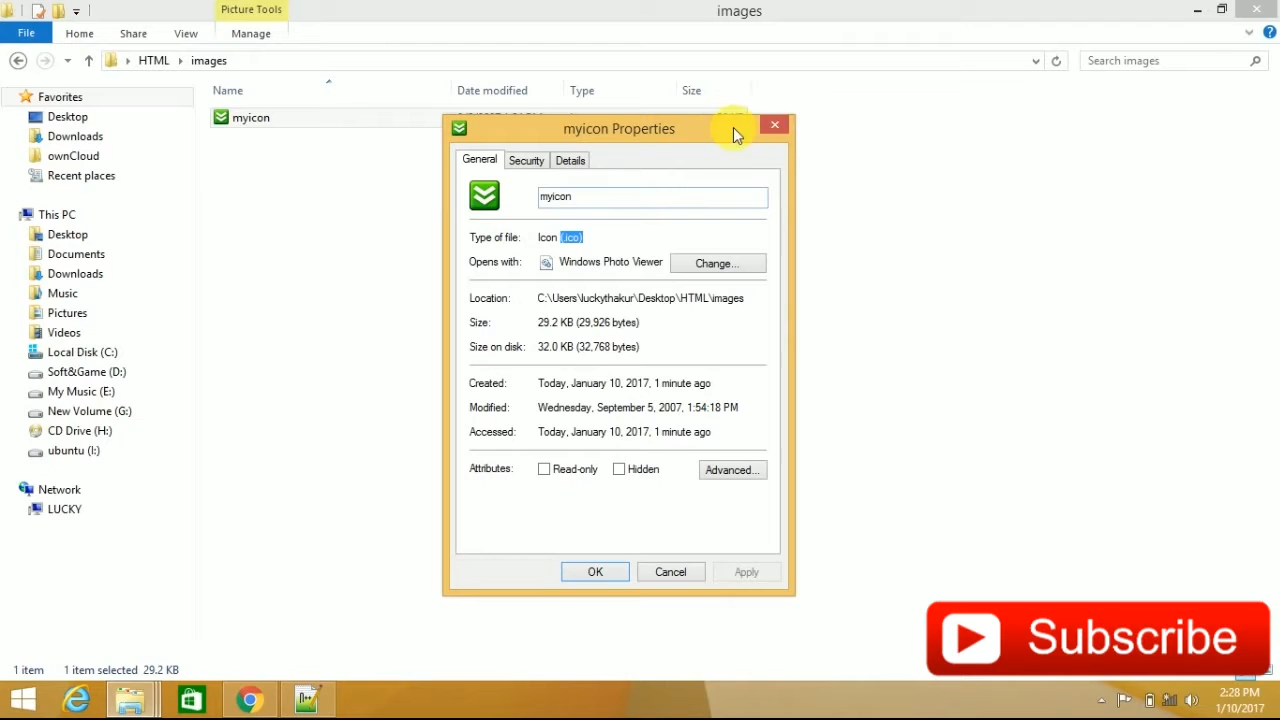 Picture Tools
images
File
Home
Share
View
Manage
HTML
images
Search images
Name
Date modified
Type
Size
Favorites
Desktop
Downloads
ownCloud
Recent places
This PC
Desktop
Documents
Downloads
Music
Pictures
Videos
Local Disk (C:)
Soft&Game (D:)
My Music (E:)
New Volume (G:)
CD Drive (H:)
ubuntu (I:)
Network
LUCKY
myicon
myicon Properties
General
Security
Details
myicon
Type of file:
Icon (.ico)
Opens with:
Windows Photo Viewer
Change...
Location:
C:\Users\luckythakur\Desktop\HTML\images
Size:
29.2 KB (29,926 bytes)
Size on disk:
32.0 KB (32,768 bytes)
Created:
Today, January 10, 2017, 1 minute ago
Modified:
Wednesday, September 5, 2007, 1:54:18 PM
Accessed:
Today, January 10, 2017, 1 minute ago
Attributes:
Read-only
Hidden
Advanced...
OK
Cancel
Apply
Subscribe
1 item
1 item selected 29.2 KB
2:28 PM
1/10/2017